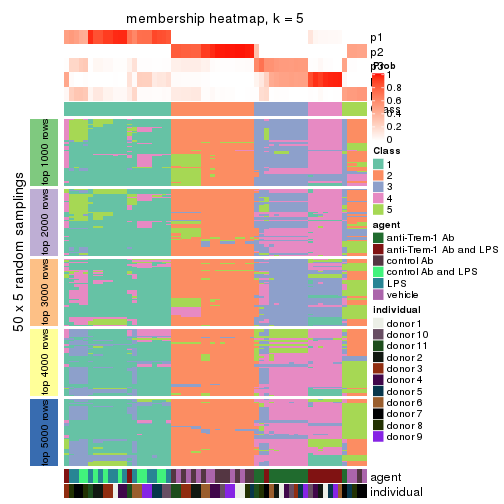 membership heatmap, k = 5
p1
p2
p3
Prob
1
0.8
0.6
0.4
0.2
0
Class
1
2
3
4
5
agent
anti-Trem-1 Ab
anti-Trem-1 Ab and LPS
control Ab
control Ab and LPS
LPS
vehicle
individual
donor 1
donor 10
donor 11
donor 2
donor 3
donor 4
donor 5
donor 6
donor 7
donor 8
donor 9
50 x 5 random samplings
top 1000 rows
top 2000 rows
top 3000 rows
top 4000 rows
top 5000 rows
agent
individual